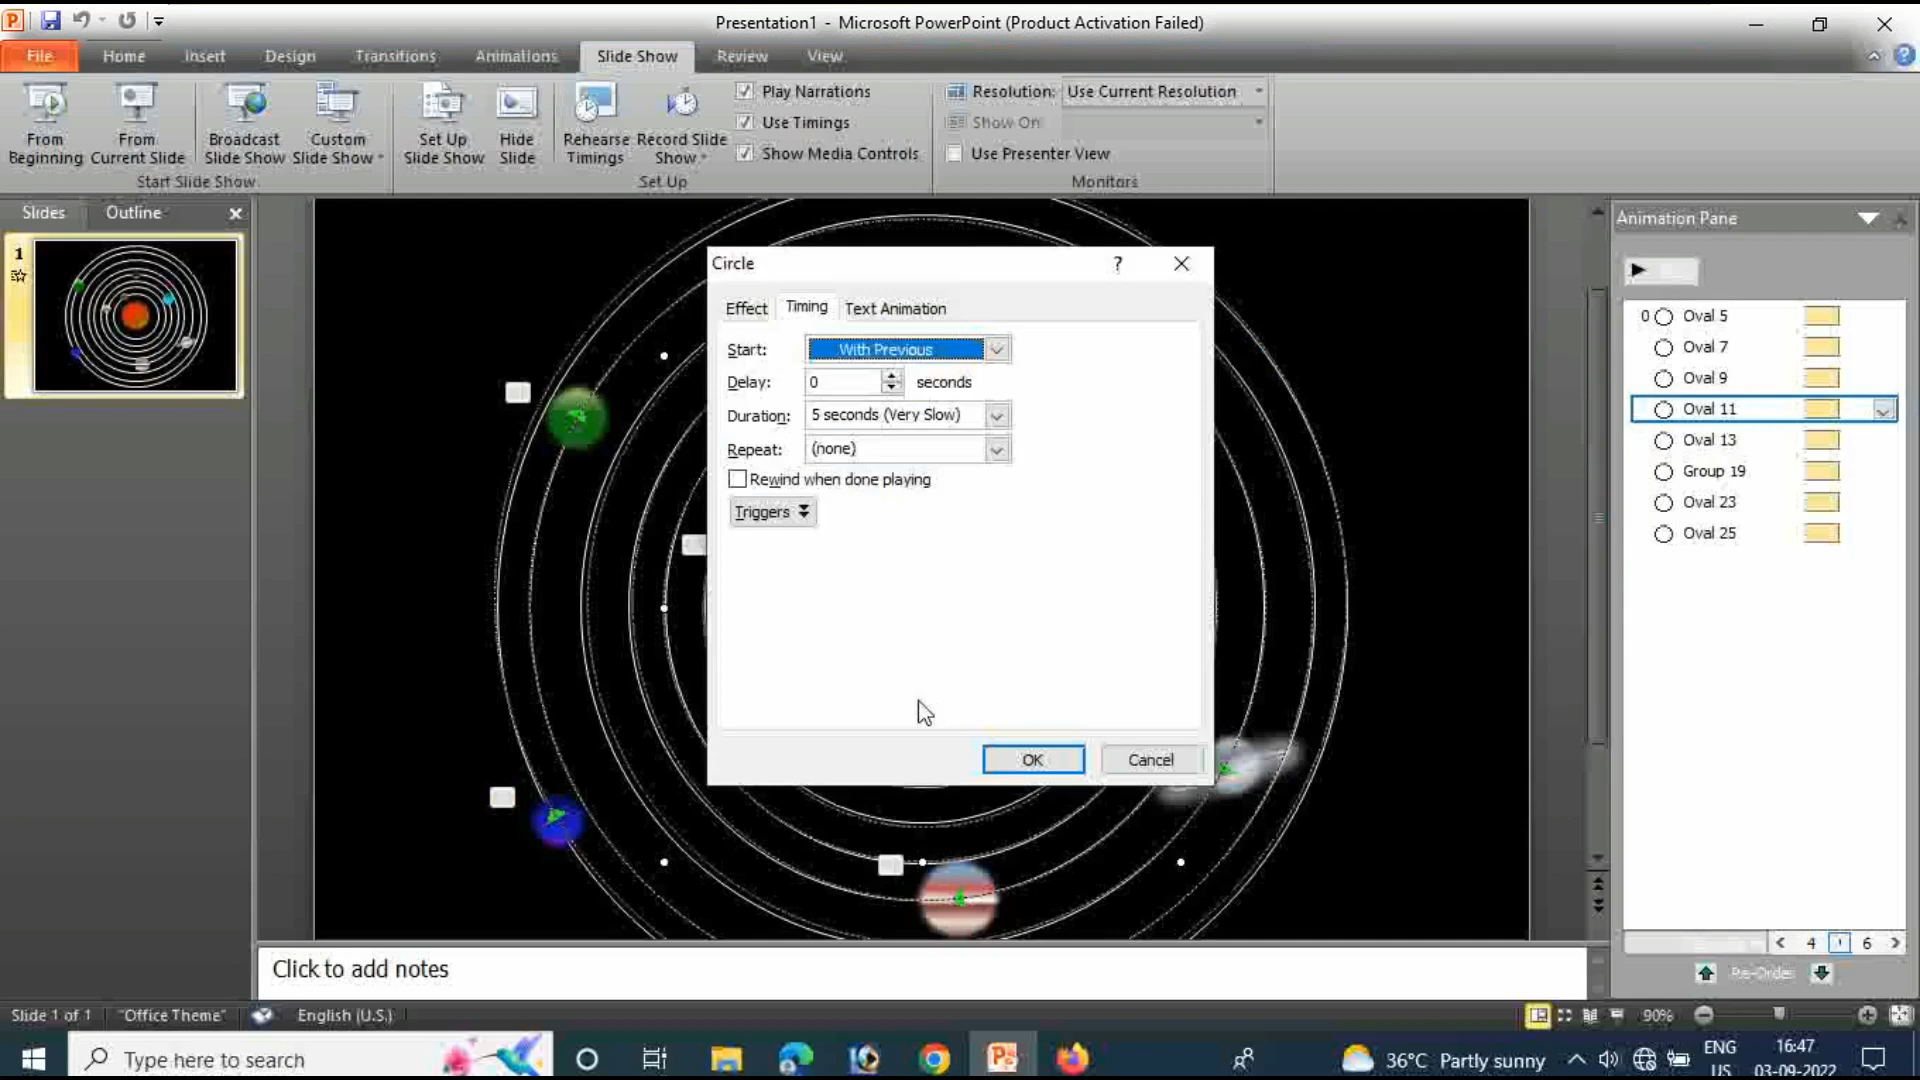 Presentation1 - Microsoft PowerPoint (Product Activation Failed)
File Home Insert Design Transitions Animations Slide Show Review View
From Beginning
From Current Slide
Broadcast Slide Show
Custom Slide Show
Set Up Slide Show
Hide Slide
Rehearse Timings
Record Slide Show
Play Narrations
Use Timings
Show Media Controls
Resolution: Use Current Resolution
Show On:
Use Presenter View
Start Slide Show
Set Up
Monitors
Slides Outline
1
Circle
Effect Timing Text Animation
Start: With Previous
Delay: 0 seconds
Duration: 5 seconds (Very Slow)
Repeat: (none)
Rewind when done playing
Triggers
OK Cancel
Animation Pane
0 Oval 5
Oval 7
Oval 9
Oval 11
Oval 13
Group 19
Oval 23
Oval 25
4 6
Re-Order
Click to add notes
Slide 1 of 1 "Office Theme" English (U.S.) 90%
Type here to search
36°C Partly sunny
ENG
US
16:47
03-09-2022